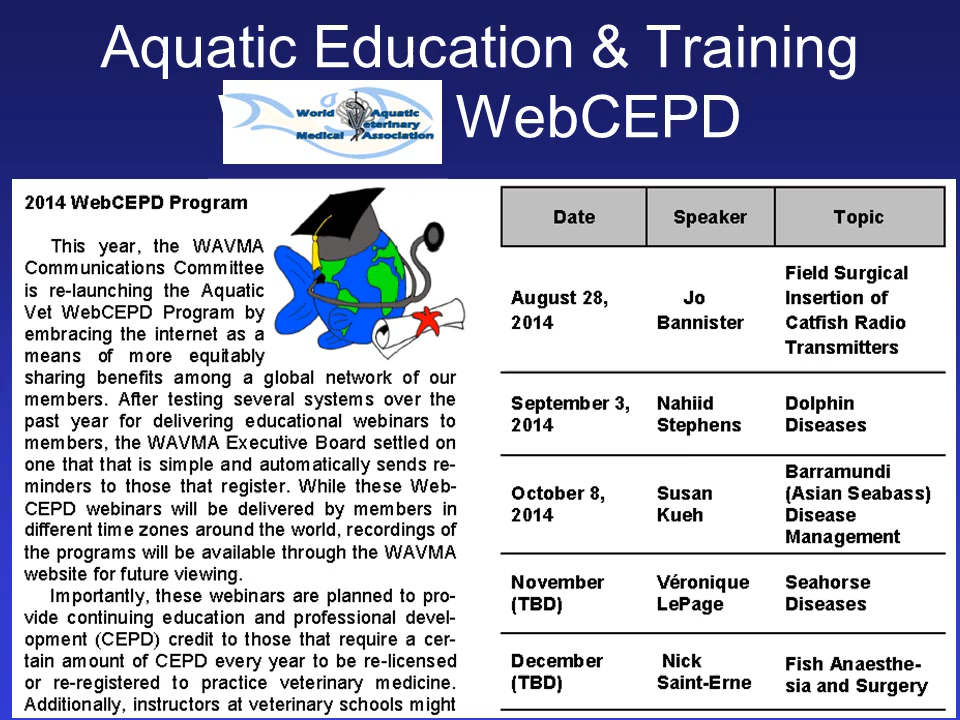 Aquatic Education & Training
WebCEPD
World Aquatic
Veterinary
Medical Association
2014 WebCEPD Program
This year, the WAVMA
Communications Committee
is re-launching the Aquatic
Vet WebCEPD Program by
embracing the internet as a
means of more equitably
sharing benefits among a global network of our
members. After testing several systems over the
past year for delivering educational webinars to
members, the WAVMA Executive Board settled on
one that that is simple and automatically sends re-
minders to those that register. While these Web-
CEPD webinars will be delivered by members in
different time zones around the world, recordings of
the programs will be available through the WAVMA
website for future viewing.
Importantly, these webinars are planned to pro-
vide continuing education and professional devel-
opment (CEPD) credit to those that require a cer-
tain amount of CEPD every year to be re-licensed
or re-registered to practice veterinary medicine.
Additionally, instructors at veterinary schools might
Date Speaker Topic
Field Surgical
August 28, Jo Insertion of
2014 Bannister Catfish Radio
Transmitters
September 3, Nahiid Dolphin
2014 Stephens Diseases
Barramundi
October 8, Susan (Asian Seabass)
2014 Kueh Disease
Management
November Véronique Seahorse
(TBD) LePage Diseases
December Nick Fish Anaesthe-
(TBD) Saint-Erne sia and Surgery